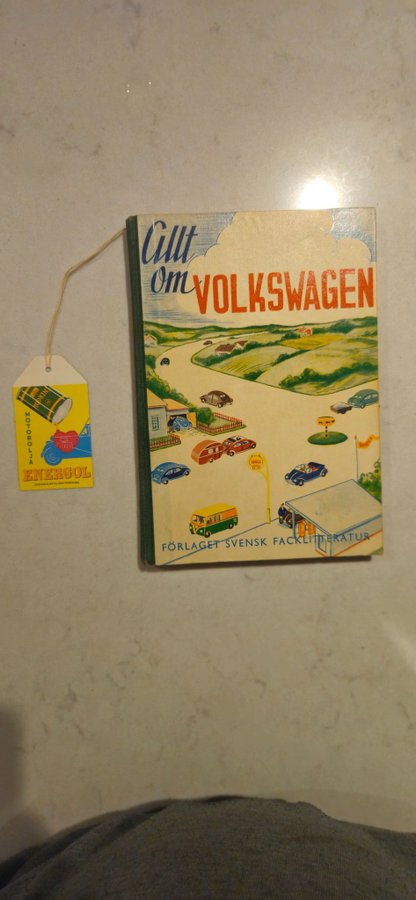 Allt
om VOLKSWAGEN
FÖRLAGET SVENSK FACKLITTERATUR
MOTOROLJA
ENERGOL